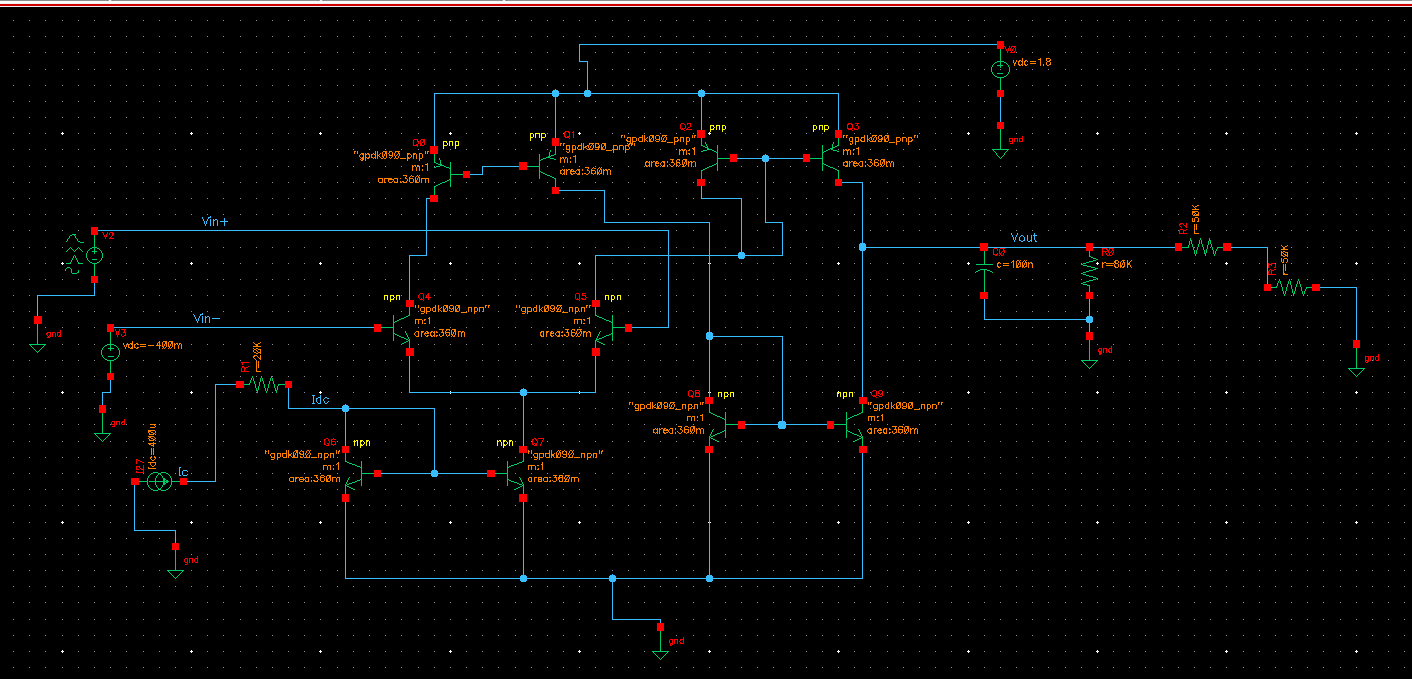 V0
vdc=1.8
gnd
Q0
pnp
"gpdk090_pnp"
m:1
area:360m
pnp
Q1
"gpdk090_pnp"
m:1
area:360m
Q2
pnp
"gpdk090_pnp"
m:1
area:360m
pnp
Q3
"gpdk090_pnp"
m:1
area:360m
Vin+
V2
gnd
Vin-
V3
vdc=-400m
gnd
npn
Q4
"gpdk090_npn"
m:1
area:360m
Q5
npn
"gpdk090_npn"
m:1
area:360m
Vout
C0
c=100n
R0
r=80K
gnd
R2
r=50K
R3
r=50K
gnd
R1
r=20K
Idc
I27
idc=400u
Ic
gnd
Q6
npn
"gpdk090_npn"
m:1
area:360m
npn
Q7
"gpdk090_npn"
m:1
area:360m
Q8
npn
"gpdk090_npn"
m:1
area:360m
npn
Q9
"gpdk090_npn"
m:1
area:360m
gnd